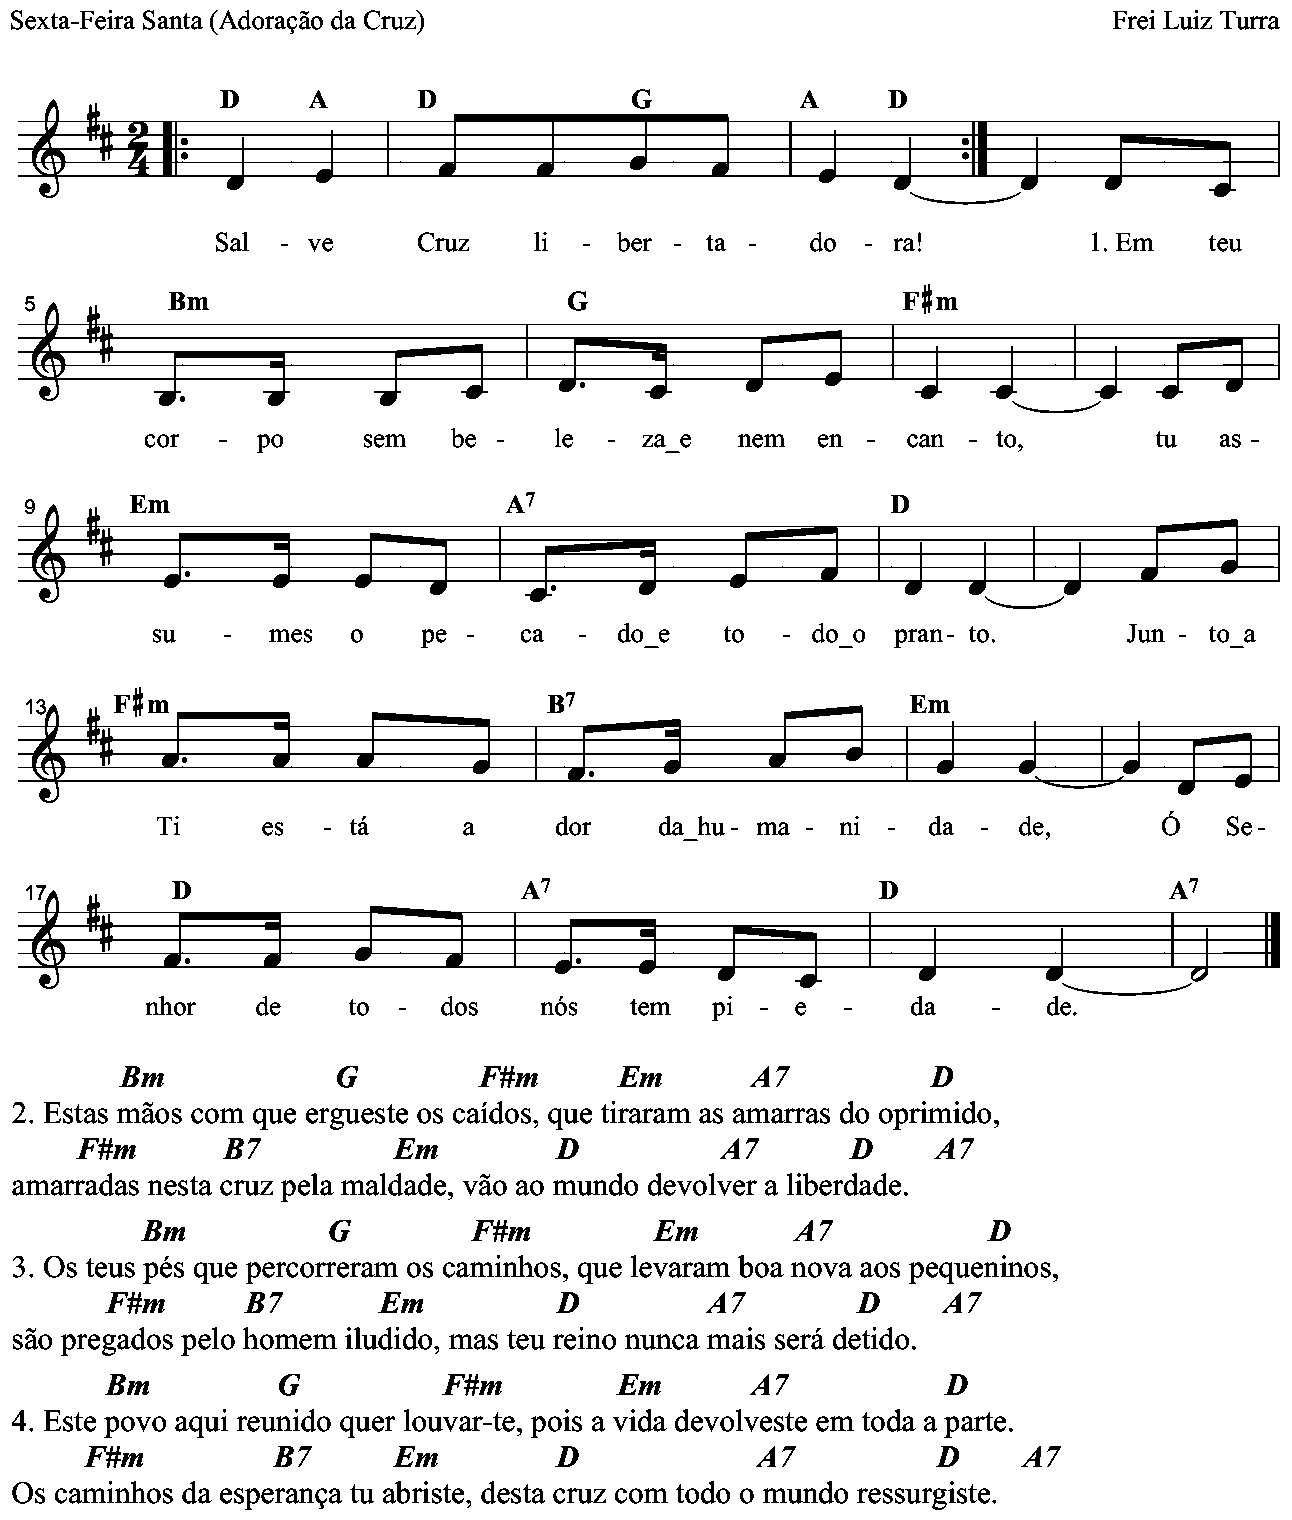 Sexta-Feira Santa (Adoração da Cruz) Frei Luiz Turra
D A D G A D
2/4
Sal - ve Cruz li - ber - ta - do - ra! 1. Em teu
5 Bm G F#m
cor - po sem be - le - za_e nem en - can - to, tu as -
9 Em A7 D
su - mes o pe - ca - do_e to - do_o pran- to. Jun - to_a
13 F#m B7 Em
Ti es - tá a dor da_hu - ma - ni - da - de, Ó Se -
17 D A7 D A7
nhor de to - dos nós tem pi - e - da - de.
Bm G F#m Em A7 D
2. Estas mãos com que ergueste os caídos, que tiraram as amarras do oprimido,
F#m B7 Em D A7 D A7
amarradas nesta cruz pela maldade, vão ao mundo devolver a liberdade.
Bm G F#m Em A7 D
3. Os teus pés que percorreram os caminhos, que levaram boa nova aos pequeninos,
F#m B7 Em D A7 D A7
são pregados pelo homem iludido, mas teu reino nunca mais será detido.
Bm G F#m Em A7 D
4. Este povo aqui reunido quer louvar-te, pois a vida devolveste em toda a parte.
F#m B7 Em D A7 D A7
Os caminhos da esperança tu abriste, desta cruz com todo o mundo ressurgiste.